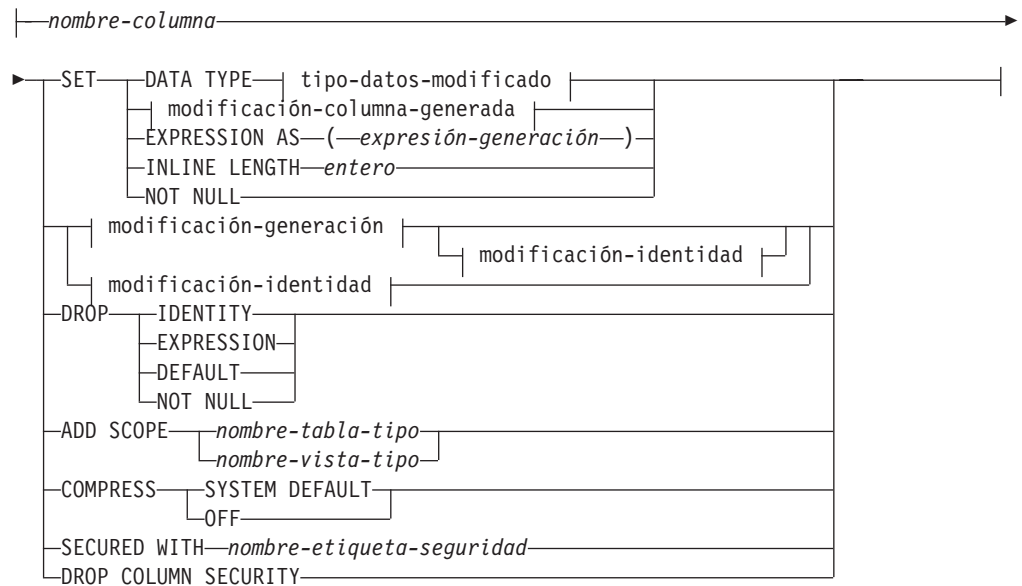 nombre-columna
SET DATA TYPE tipo-datos-modificado
modificación-columna-generada
EXPRESSION AS ( expresión-generación )
INLINE LENGTH entero
NOT NULL
modificación-generación
modificación-identidad
modificación-identidad
DROP IDENTITY
EXPRESSION
DEFAULT
NOT NULL
ADD SCOPE nombre-tabla-tipo
nombre-vista-tipo
COMPRESS SYSTEM DEFAULT
OFF
SECURED WITH nombre-etiqueta-seguridad
DROP COLUMN SECURITY